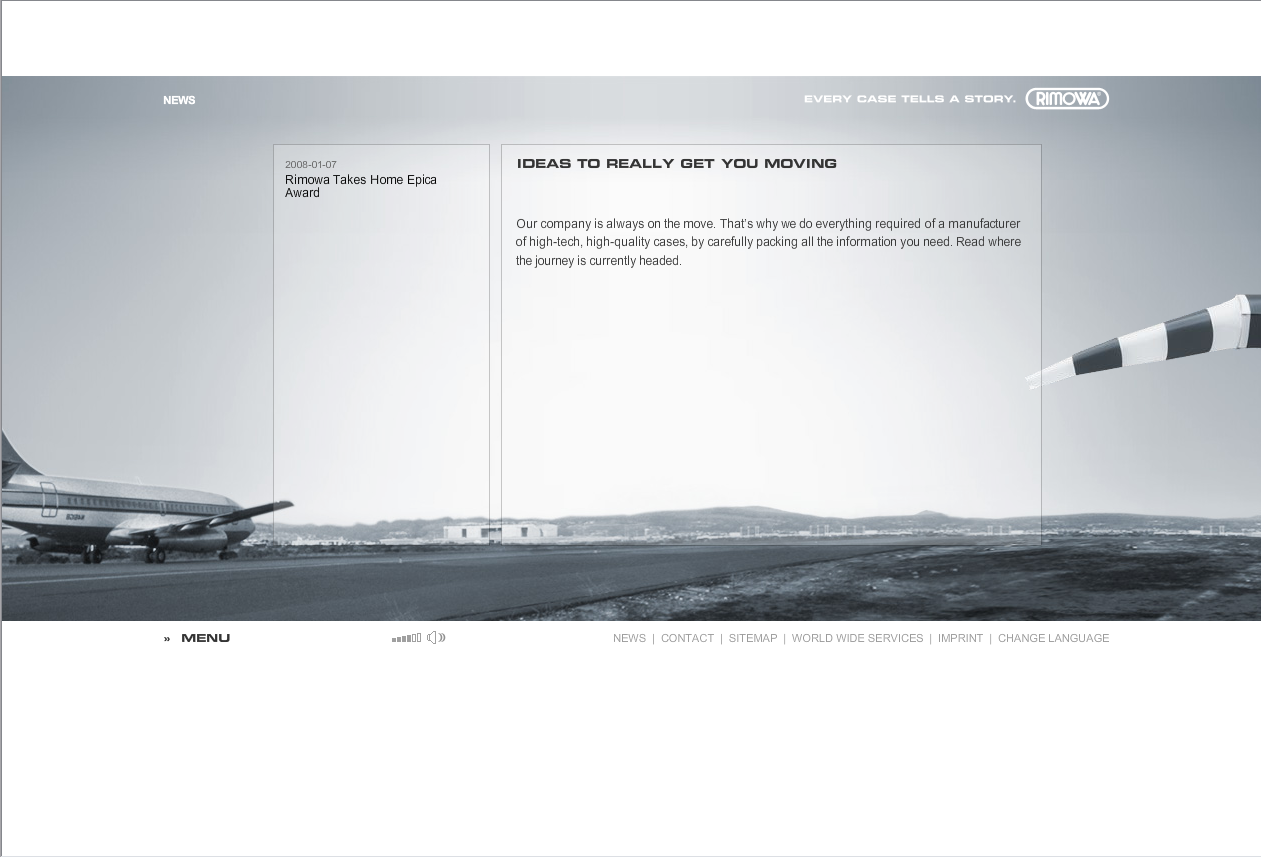 NEWS
EVERY CASE TELLS A STORY.
RIMOWA
2008-01-07
Rimowa Takes Home Epica
Award
IDEAS TO REALLY GET YOU MOVING
Our company is always on the move. That's why we do everything required of a manufacturer
of high-tech, high-quality cases, by carefully packing all the information you need. Read where
the journey is currently headed.
» MENU
NEWS | CONTACT | SITEMAP | WORLD WIDE SERVICES | IMPRINT | CHANGE LANGUAGE